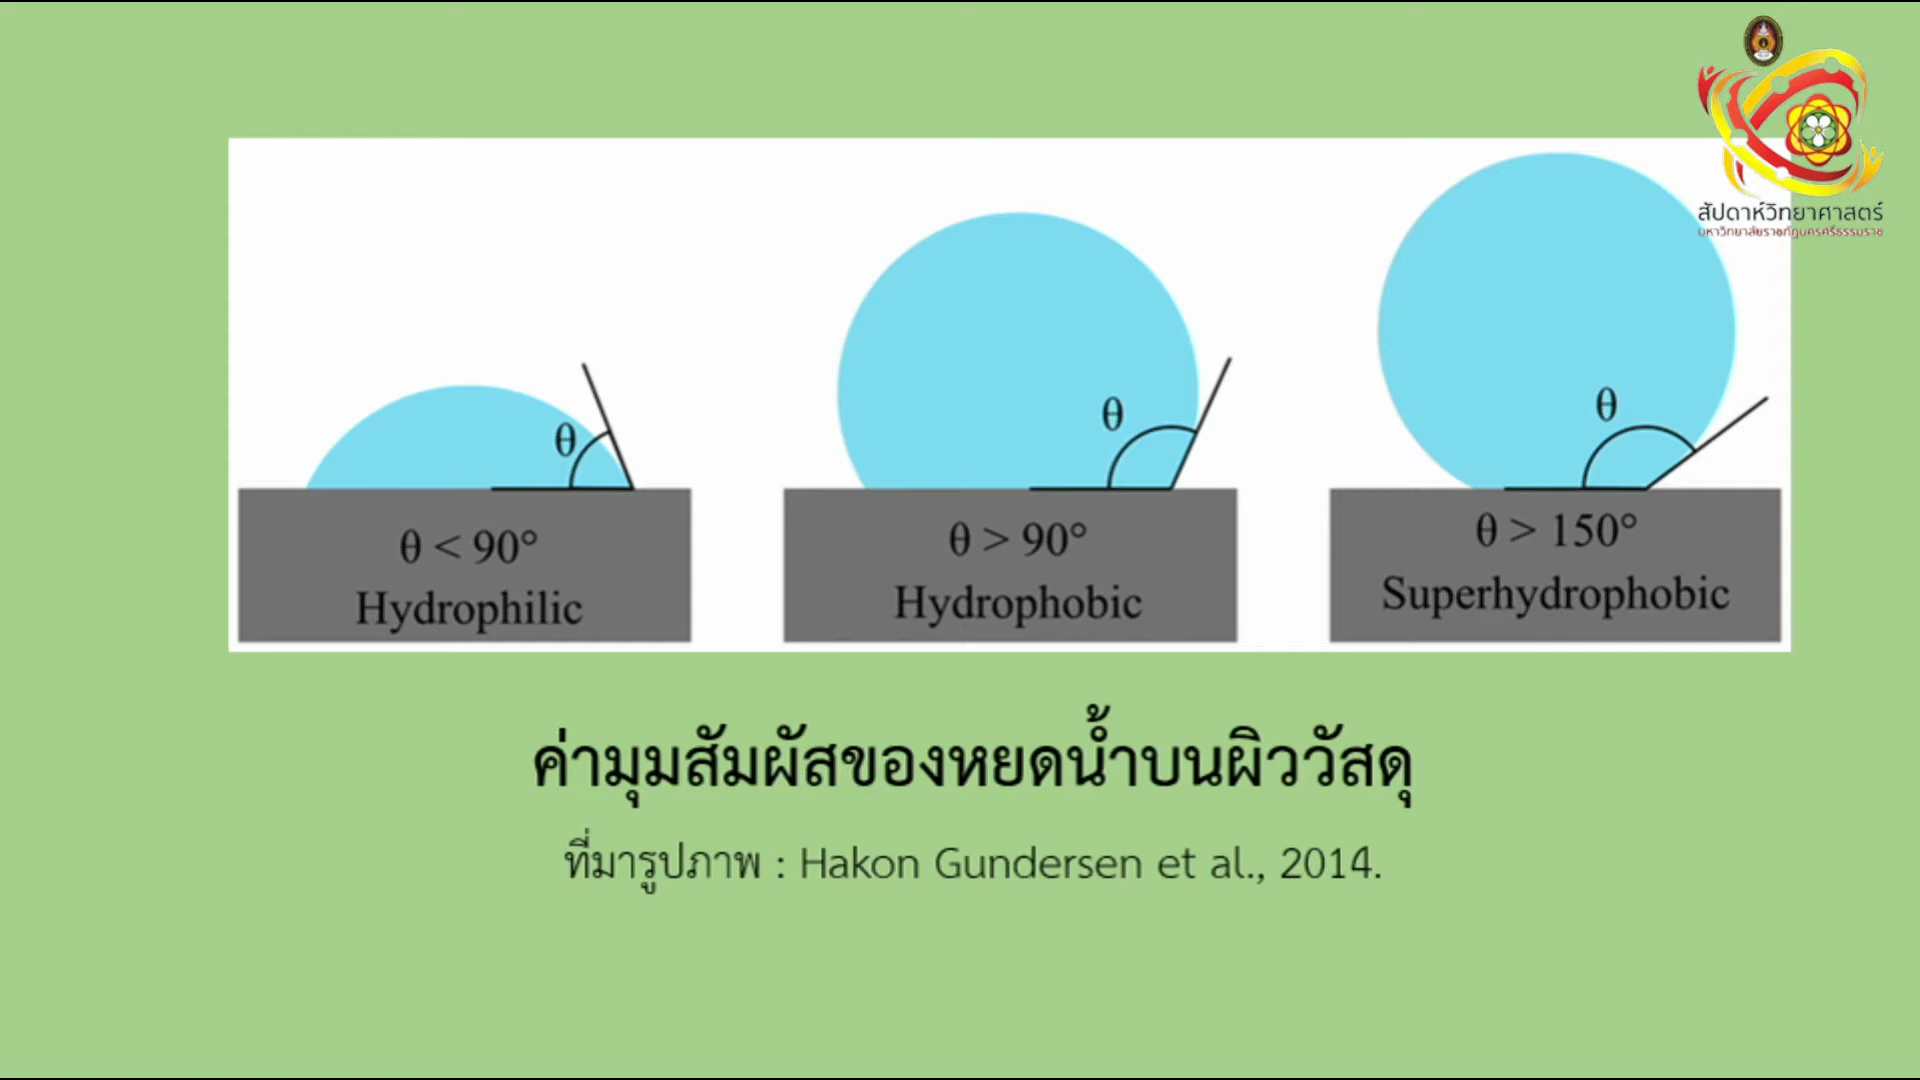 สัปดาห์วิทยาศาสตร์
มหาวิทยาลัยราชภัฏนครศรีธรรมราช
θ
θ
θ
θ < 90°
Hydrophilic
θ > 90°
Hydrophobic
θ > 150°
Superhydrophobic
ค่ามุมสัมผัสของหยดน้ำบนผิววัสดุ
ที่มารูปภาพ : Hakon Gundersen et al., 2014.